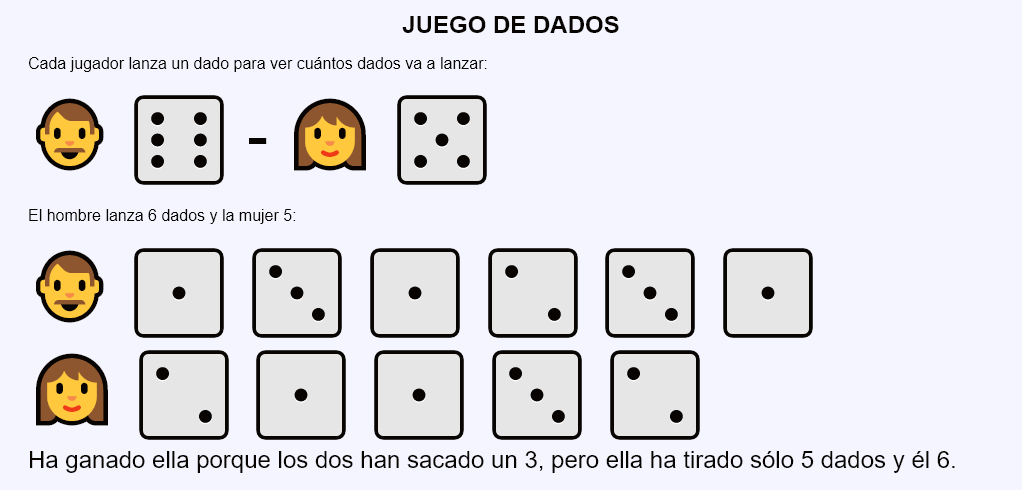 JUEGO DE DADOS
Cada jugador lanza un dado para ver cuántos dados va a lanzar:
-
El hombre lanza 6 dados y la mujer 5:
Ha ganado ella porque los dos han sacado un 3, pero ella ha tirado sólo 5 dados y él 6.